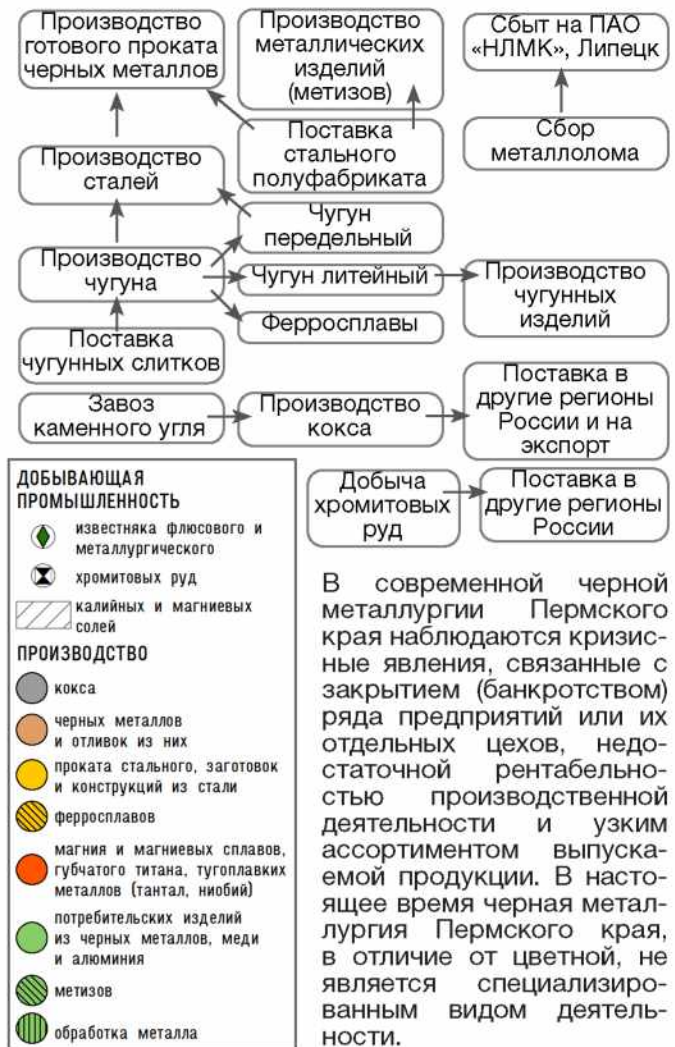 Производство
готового проката
черных металлов
Производство
металлических
изделий
(метизов)
Сбыт на ПАО
«НЛМК», Липецк
Производство
сталей
Поставка
стального
полуфабриката
Сбор
металлолома
Чугун
передельный
Производство
чугуна
Чугун литейный
Производство
чугунных
изделий
Ферросплавы
Поставка
чугунных слитков
Завоз
каменного угля
Производство
кокса
Поставка в
другие регионы
России и на
экспорт
Добыча
хромитовых
руд
Поставка в
другие регионы
России
ДОБЫВАЮЩАЯ
ПРОМЫШЛЕННОСТЬ
известняка флюсового и
металлургического
хромитовых руд
калийных и магниевых
солей
ПРОИЗВОДСТВО
кокса
черных металлов
и отливок из них
проката стального, заготовок
и конструкций из стали
ферросплавов
магния и магниевых сплавов,
губчатого титана, тугоплавких
металлов (тантал, ниобий)
потребительских изделий
из черных металлов, меди
и алюминия
метизов
обработка металла
В современной черной
металлургии Пермского
края наблюдаются кризис-
ные явления, связанные с
закрытием (банкротством)
ряда предприятий или их
отдельных цехов, недо-
статочной рентабельно-
стью производственной
деятельности и узким
ассортиментом выпуска-
емой продукции. В насто-
ящее время черная метал-
лургия Пермского края,
в отличие от цветной, не
является специализиро-
ванным видом деятель-
ности.